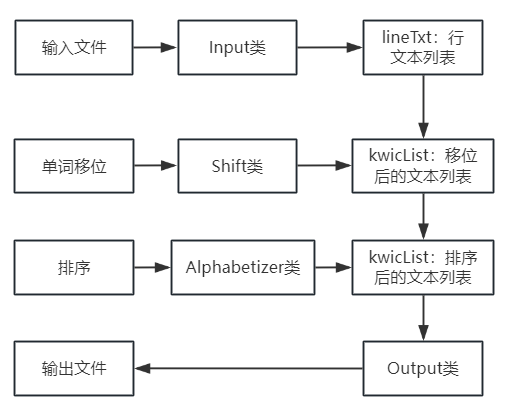 输入文件
Input类
lineTxt：行
文本列表
单词移位
Shift类
kwicList：移位
后的文本列表
排序
Alphabetizer类
kwicList：排序
后的文本列表
输出文件
Output类